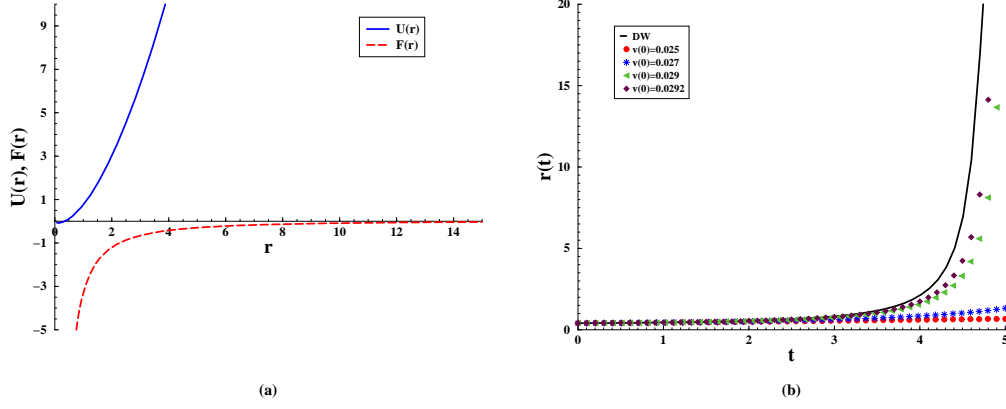 9
7
5
3
1
−1
−3
−5
U(r), F(r)
0
2
4
6
8
10
12
14
r
U(r)
F(r)
(a)
20
15
10
5
0
r(t)
0
1
2
3
4
5
t
DW
v(0)=0.025
v(0)=0.027
v(0)=0.029
v(0)=0.0292
(b)